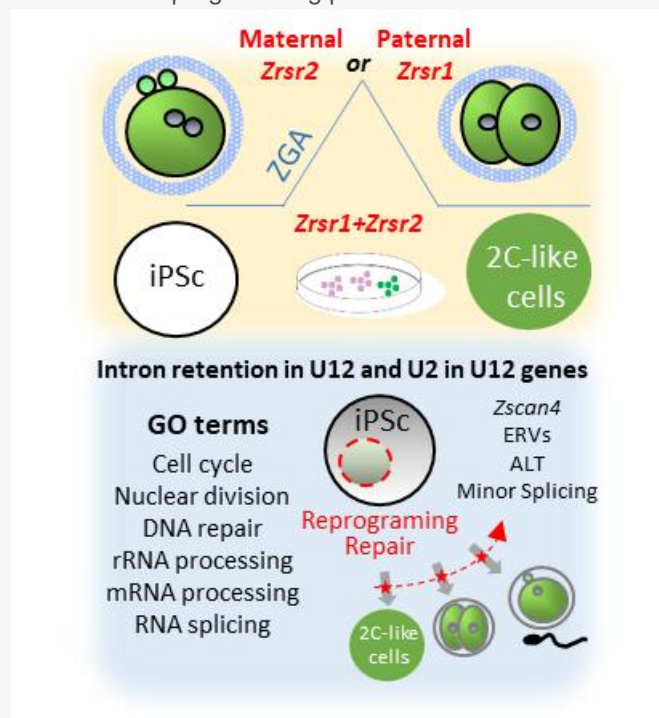 Maternal
Zrsr2
or
Paternal
Zrsr1
ZGA
Zrsr1+Zrsr2
iPSc
2C-like
cells
Intron retention in U12 and U2 in U12 genes
GO terms
Cell cycle
Nuclear division
DNA repair
rRNA processing
mRNA processing
RNA splicing
iPSc
Reprograming
Repair
Zscan4
ERVs
ALT
Minor Splicing
2C-like
cells